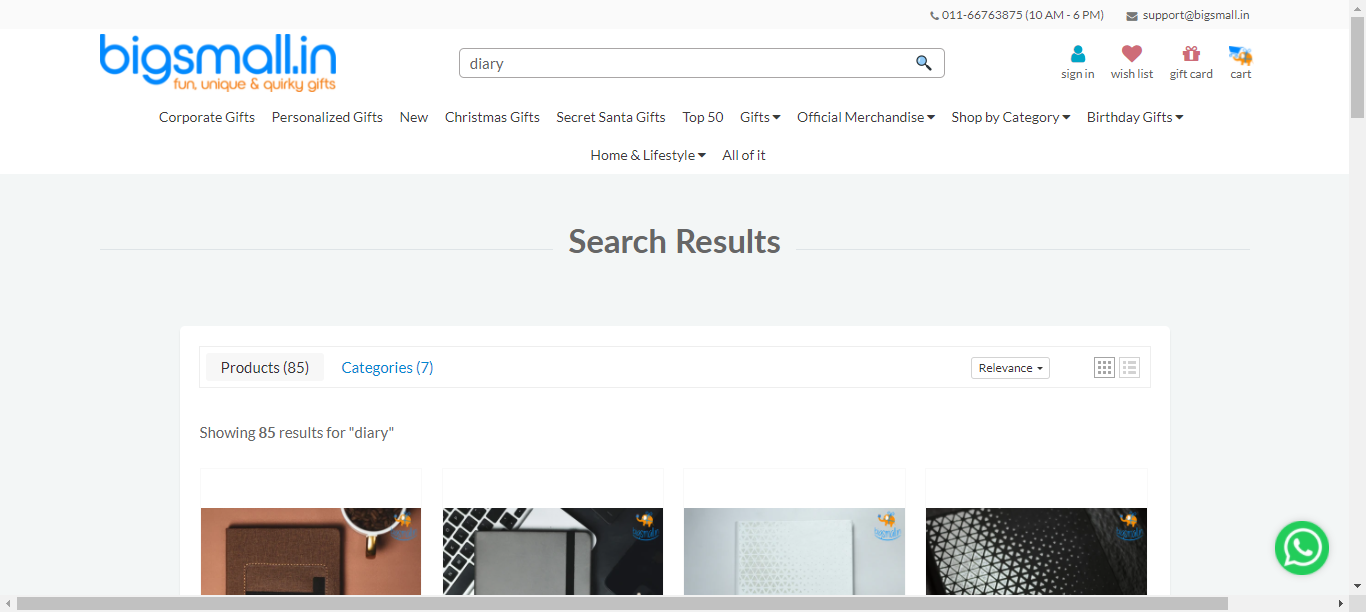 011-66763875 (10 AM - 6 PM) support@bigsmall.in
bigsmall.in
fun, unique & quirky gifts
diary
sign in wish list gift card cart
Corporate Gifts Personalized Gifts New Christmas Gifts Secret Santa Gifts Top 50 Gifts Official Merchandise Shop by Category Birthday Gifts
Home & Lifestyle All of it
Search Results
Products (85) Categories (7) Relevance
Showing 85 results for "diary"